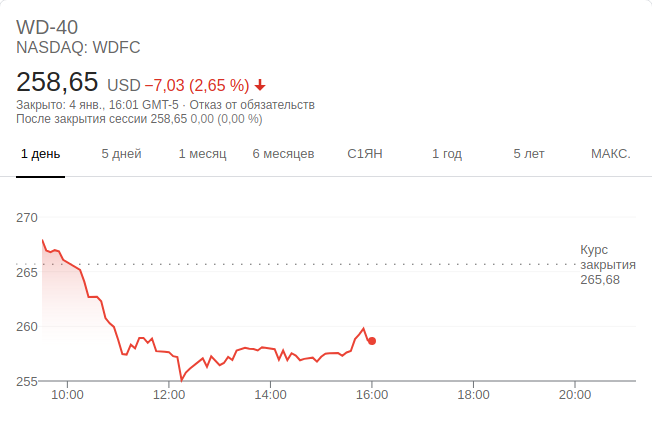 WD-40
NASDAQ: WDFC
258,65 USD −7,03 (2,65 %)
Закрыто: 4 янв., 16:01 GMT-5 · Отказ от обязательств
После закрытия сессии 258,65 0,00 (0,00 %)
1 день 5 дней 1 месяц 6 месяцев С1ЯН 1 год 5 лет МАКС.
270
Курс
закрытия
265,68
265
260
255
10:00 12:00 14:00 16:00 18:00 20:00